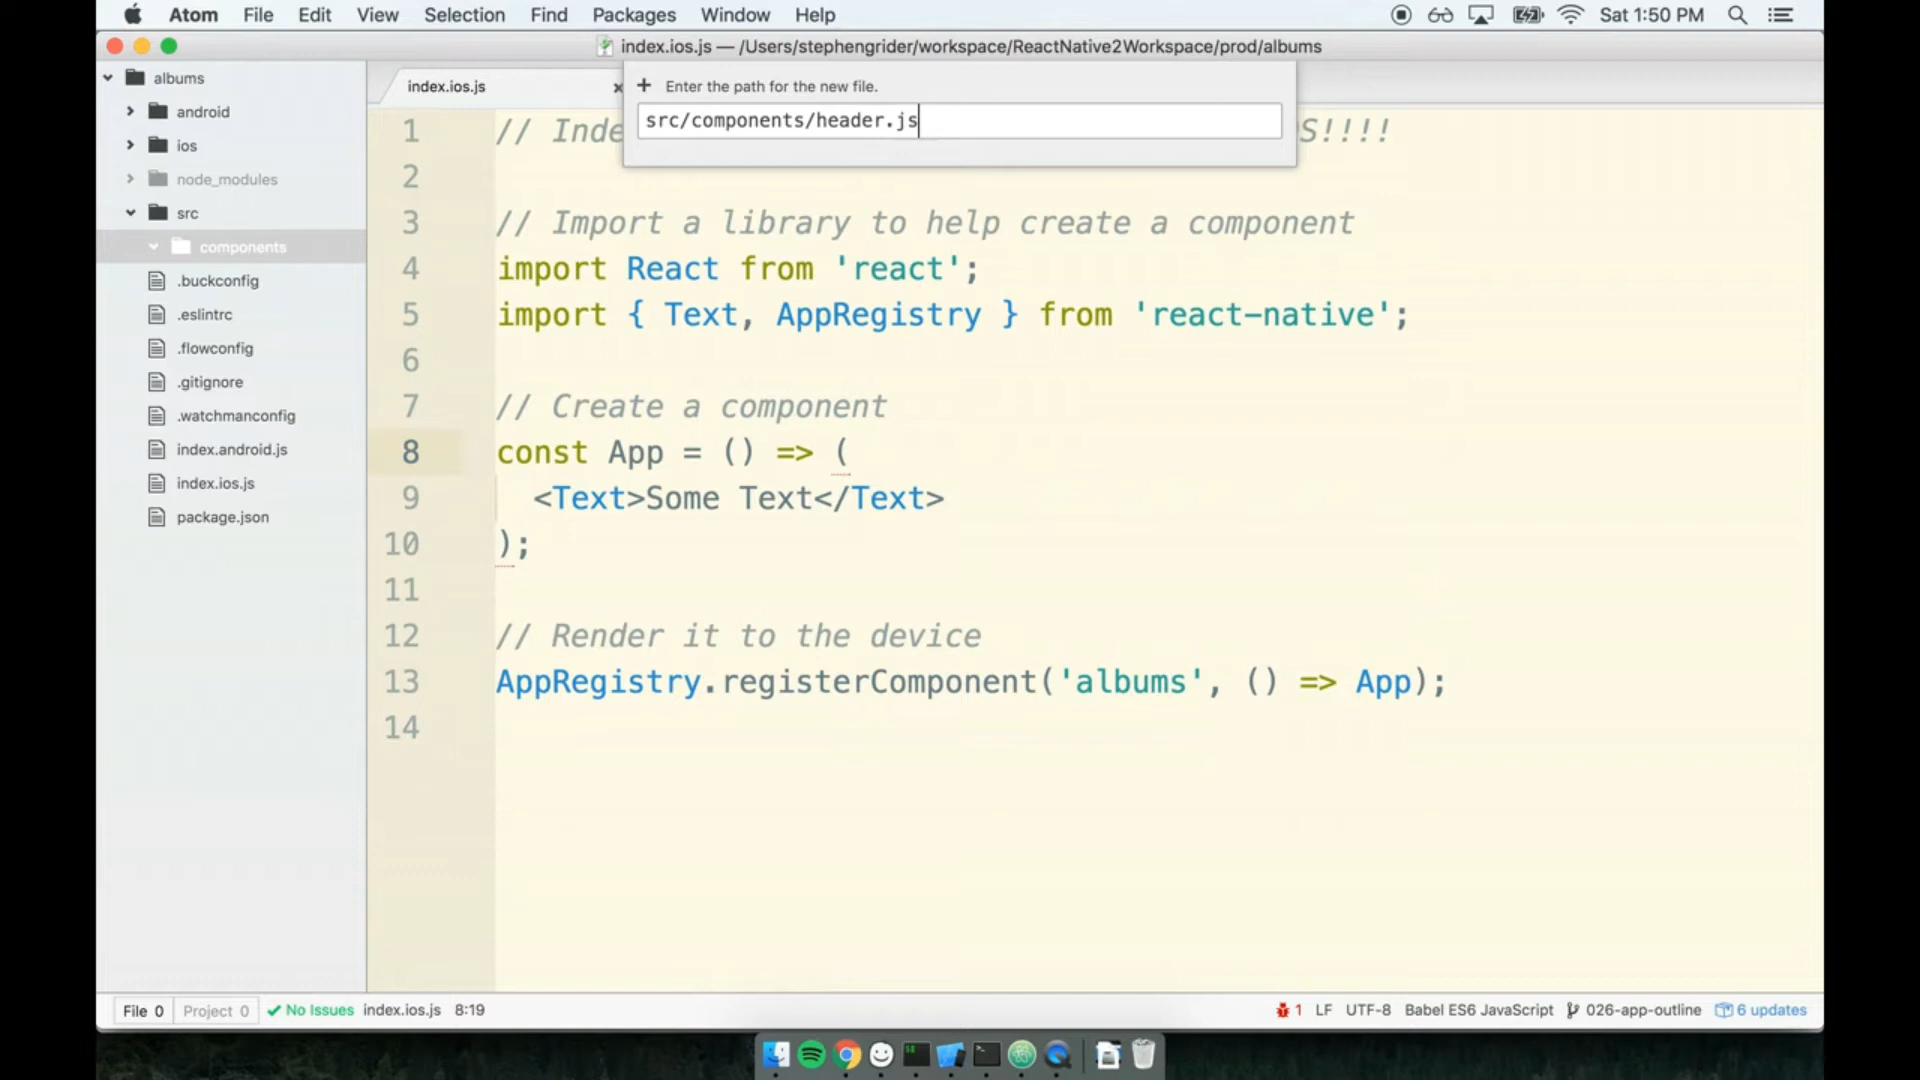 Atom File Edit View Selection Find Packages Window Help Sat 1:50 PM
index.ios.js — /Users/stephengrider/workspace/ReactNative2Workspace/prod/albums
albums
android
ios
node_modules
src
components
.buckconfig
.eslintrc
.flowconfig
.gitignore
.watchmanconfig
index.android.js
index.ios.js
package.json
index.ios.js
Enter the path for the new file.
src/components/header.js
1 // Inde S!!!!
2
3 // Import a library to help create a component
4 import React from 'react';
5 import { Text, AppRegistry } from 'react-native';
6
7 // Create a component
8 const App = () => (
9 <Text>Some Text</Text>
10 );
11
12 // Render it to the device
13 AppRegistry.registerComponent('albums', () => App);
14
File 0 Project 0 No Issues index.ios.js 8:19 1 LF UTF-8 Babel ES6 JavaScript 026-app-outline 6 updates